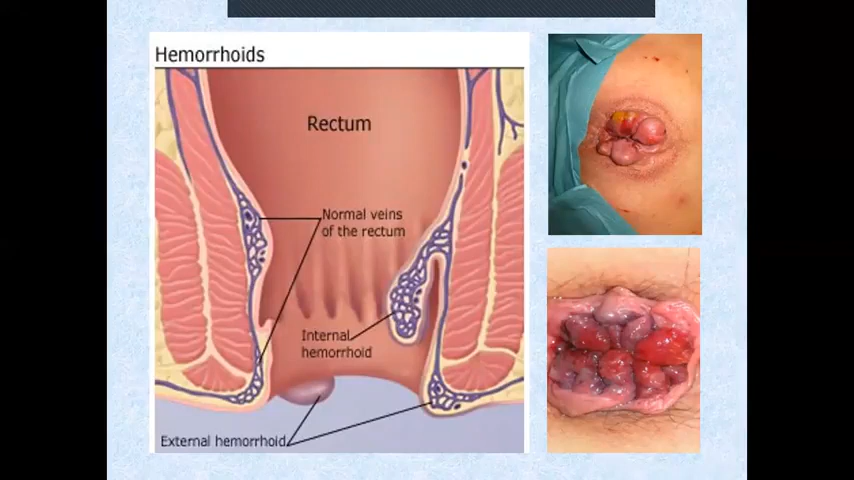 Hemorrhoids
Rectum
Normal veins
of the rectum
Internal
hemorrhoid
External hemorrhoid